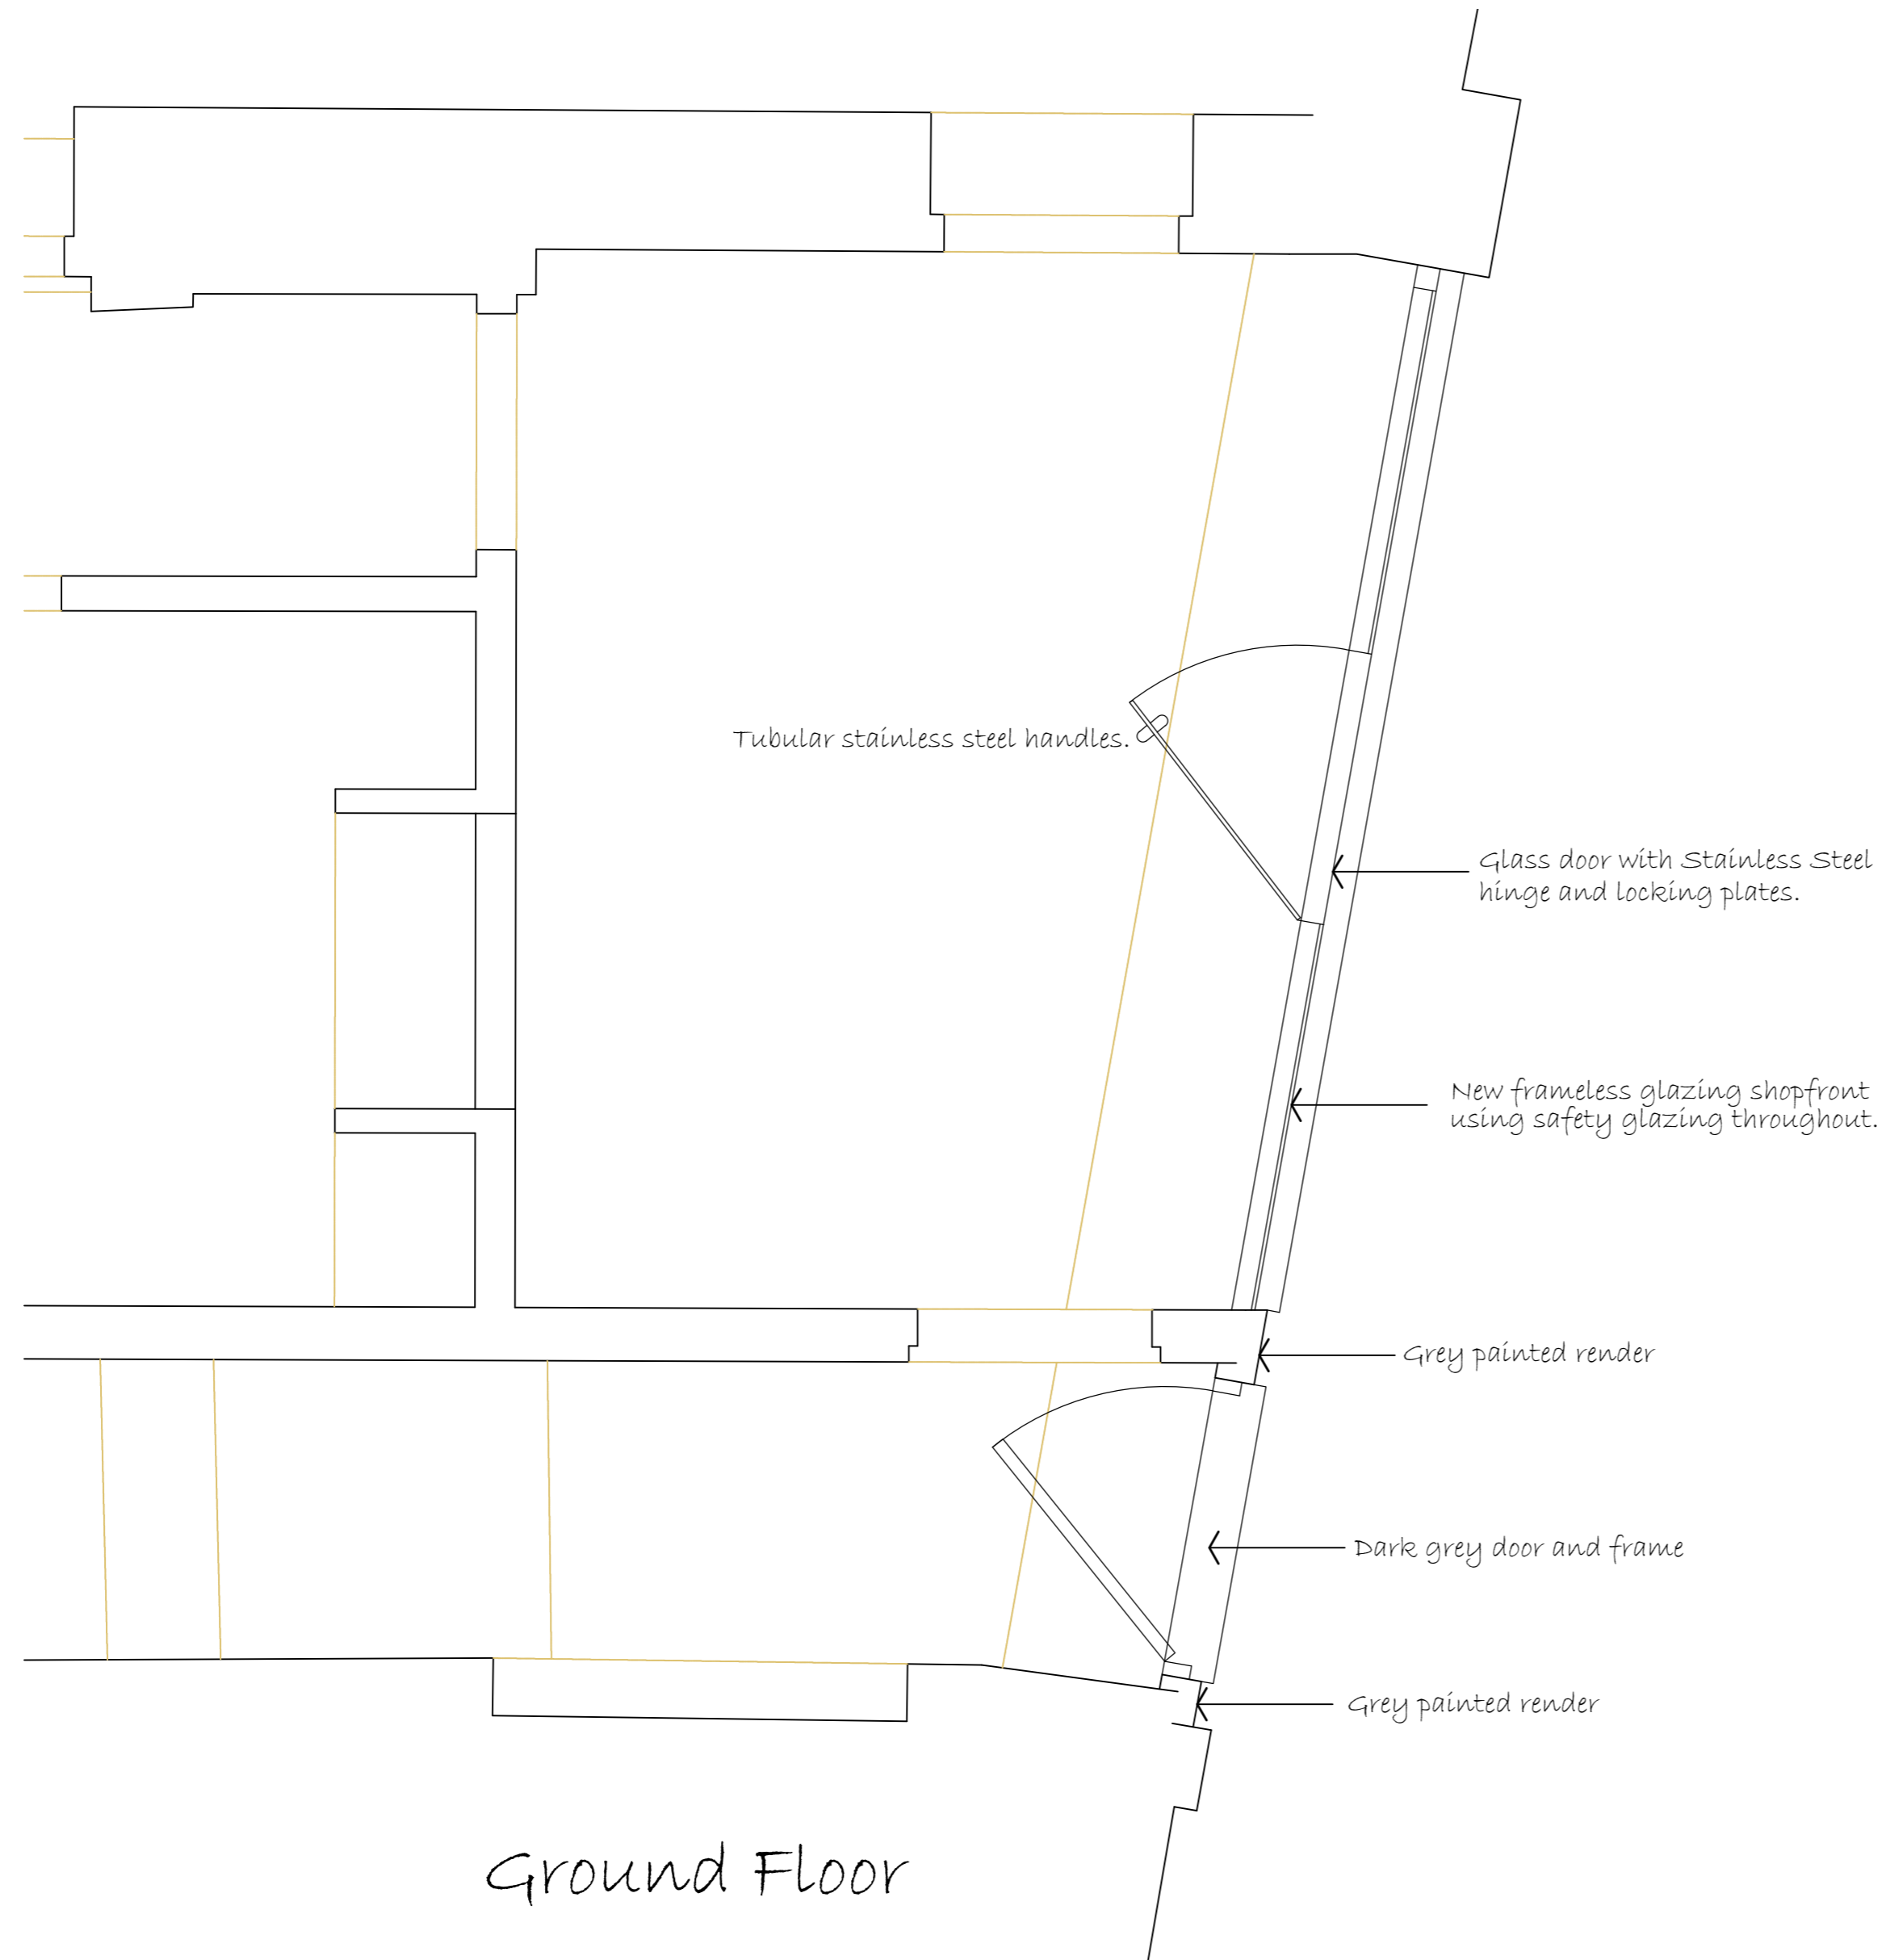 Tubular stainless steel handles.
Glass door with Stainless Steel
hinge and locking plates.
New frameless glazing shopfront
using safety glazing throughout.
Grey painted render
Dark grey door and frame
Grey painted render
Ground Floor